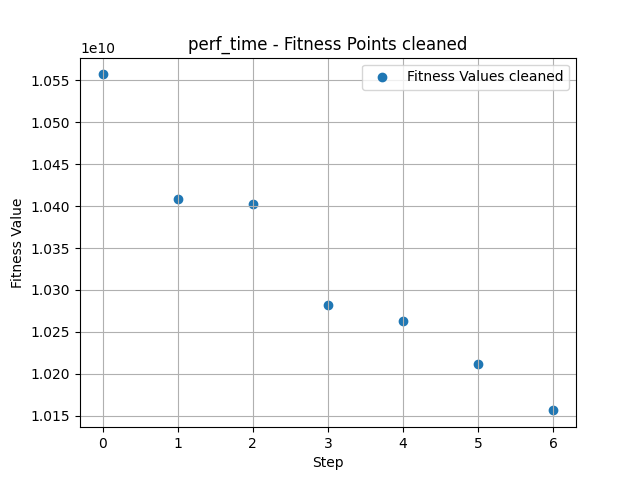 perf_time - Fitness Points cleaned
1e10
Fitness Values cleaned
1.055
1.050
1.045
1.040
1.035
1.030
1.025
1.020
1.015
Fitness Value
0 1 2 3 4 5 6
Step